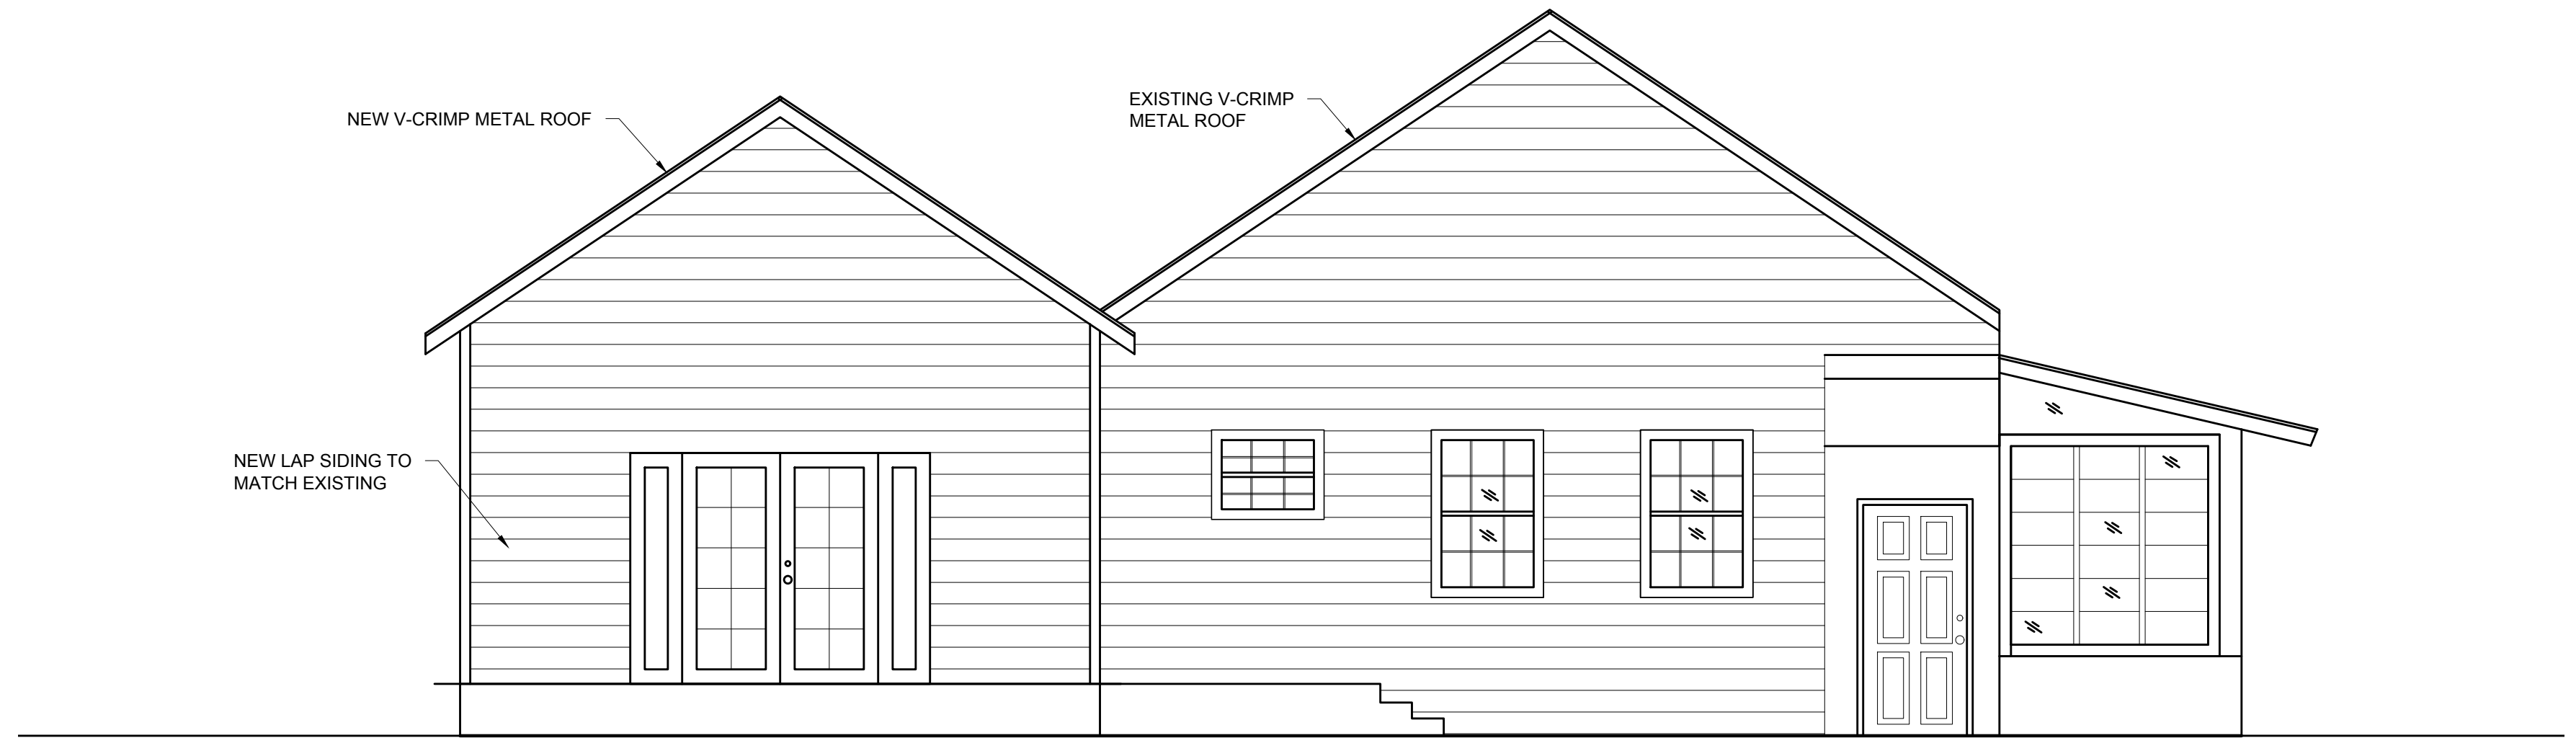 NEW V-CRIMP METAL ROOF
EXISTING V-CRIMP
METAL ROOF
NEW LAP SIDING TO
MATCH EXISTING